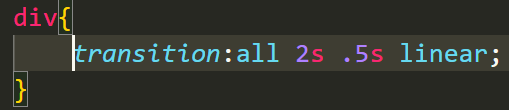 div{
transition:all 2s .5s linear;
}